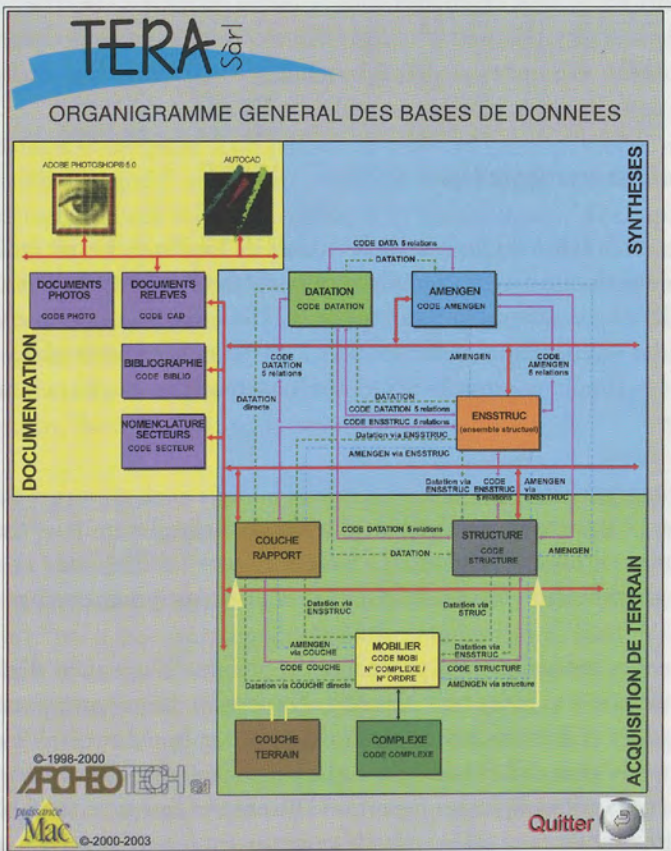 TERA Sàrl
ORGANIGRAMME GENERAL DES BASES DE DONNEES
ADOBE PHOTOSHOP® 5.0
AUTOCAD
SYNTHESES
DOCUMENTATION
ACQUISITION DE TERRAIN
DOCUMENTS
PHOTOS
CODE PHOTO
DOCUMENTS
RELEVES
CODE CAD
BIBLIOGRAPHIE
CODE BIBLIO
NOMENCLATURE
SECTEURS
CODE SECTEUR
CODE DATA 5 relations
DATATION
DATATION
CODE DATATION
AMENGEN
CODE AMENGEN
CODE
DATATION
5 relations
AMENGEN
CODE
AMENGEN
5 relations
DATATION
directe
DATATION
CODE DATATION 5 relations
CODE ENSSTRUC 5 relations
Datation via ENSSTRUC
AMENGEN via ENSSTRUC
ENSSTRUC
(ensemble structuel)
Datation via
ENSSTRUC
CODE
ENSSTRUC
5 relations
AMENGEN
via
ENSSTRUC
COUCHE
RAPPORT
CODE DATATION 5 relations
DATATION
STRUCTURE
CODE
STRUCTURE
AMENGEN
Datation via
ENSSTRUC
Datation via
STRUC
AMENGEN
via COUCHE
CODE COUCHE
Datation via COUCHE directe
MOBILIER
CODE MOBI
N° COMPLEXE /
N° ORDRE
Datation via
ENSSTRUC
CODE STRUCTURE
AMENGEN via structure
COUCHE
TERRAIN
COMPLEXE
CODE COMPLEXE
©-1998-2000
ARCHEOTECH SA
puissance
Mac
©-2000-2003
Quitter